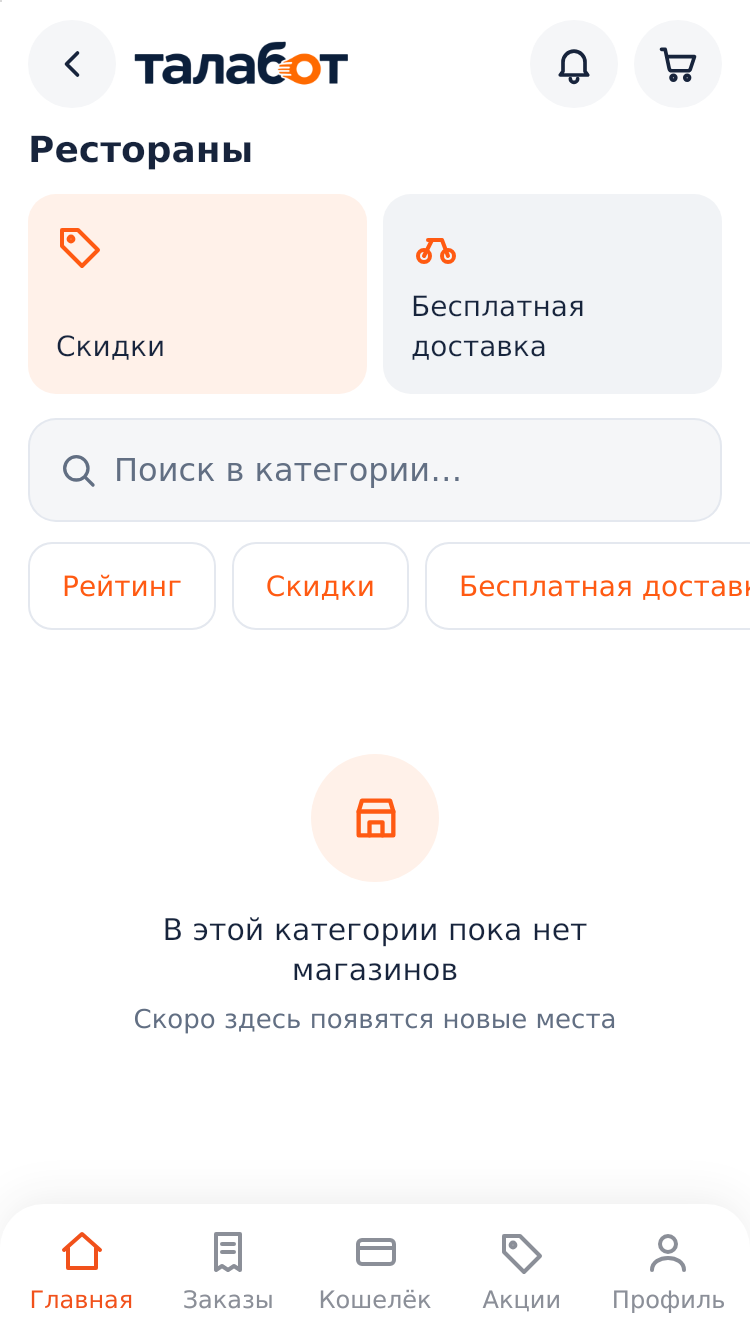 талабот
Рестораны
Скидки
Бесплатная
доставка
Поиск в категории...
Рейтинг
Скидки
Бесплатная
В этой категории пока нет
магазинов
Скоро здесь появятся новые места
Главная
Заказы
Кошелёк
Акции
Профиль